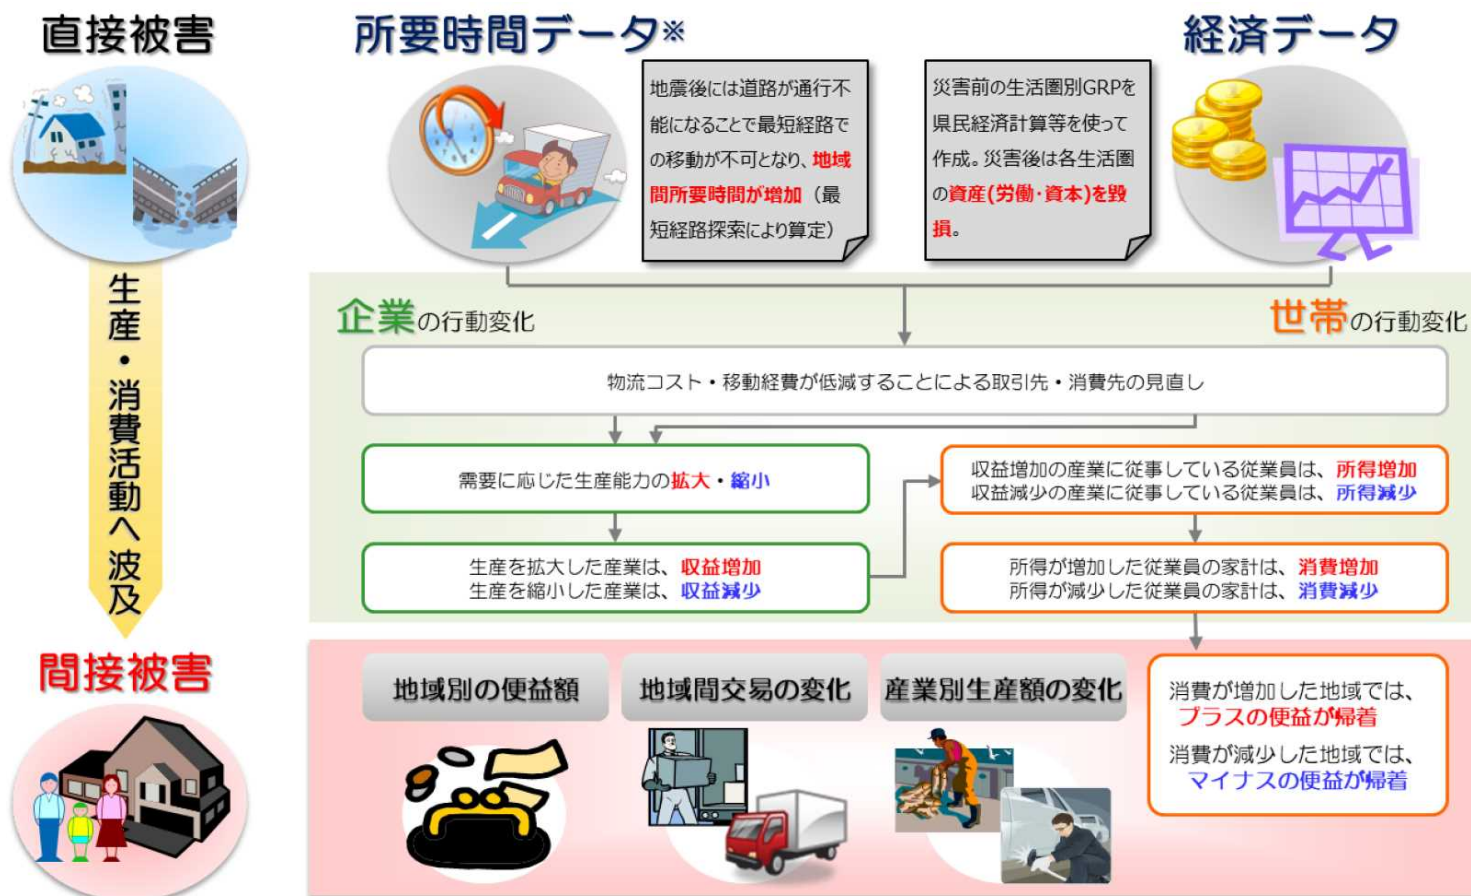 直接被害
所要時間データ※
経済データ
地震後には道路が通行不
能になることで最短経路で
の移動が不可となり、地域
間所要時間が増加（最
短経路探索により算定）
災害前の生活圏別GRPを
県民経済計算等を使って
作成。災害後は各生活圏
の資産(労働・資本)を毀
損。
生産・消費活動へ波及
企業の行動変化
世帯の行動変化
物流コスト・移動経費が低減することによる取引先・消費先の見直し
需要に応じた生産能力の拡大・縮小
収益増加の産業に従事している従業員は、所得増加
収益減少の産業に従事している従業員は、所得減少
生産を拡大した産業は、収益増加
生産を縮小した産業は、収益減少
所得が増加した従業員の家計は、消費増加
所得が減少した従業員の家計は、消費減少
間接被害
地域別の便益額
地域間交易の変化
産業別生産額の変化
消費が増加した地域では、
プラスの便益が帰着
消費が減少した地域では、
マイナスの便益が帰着